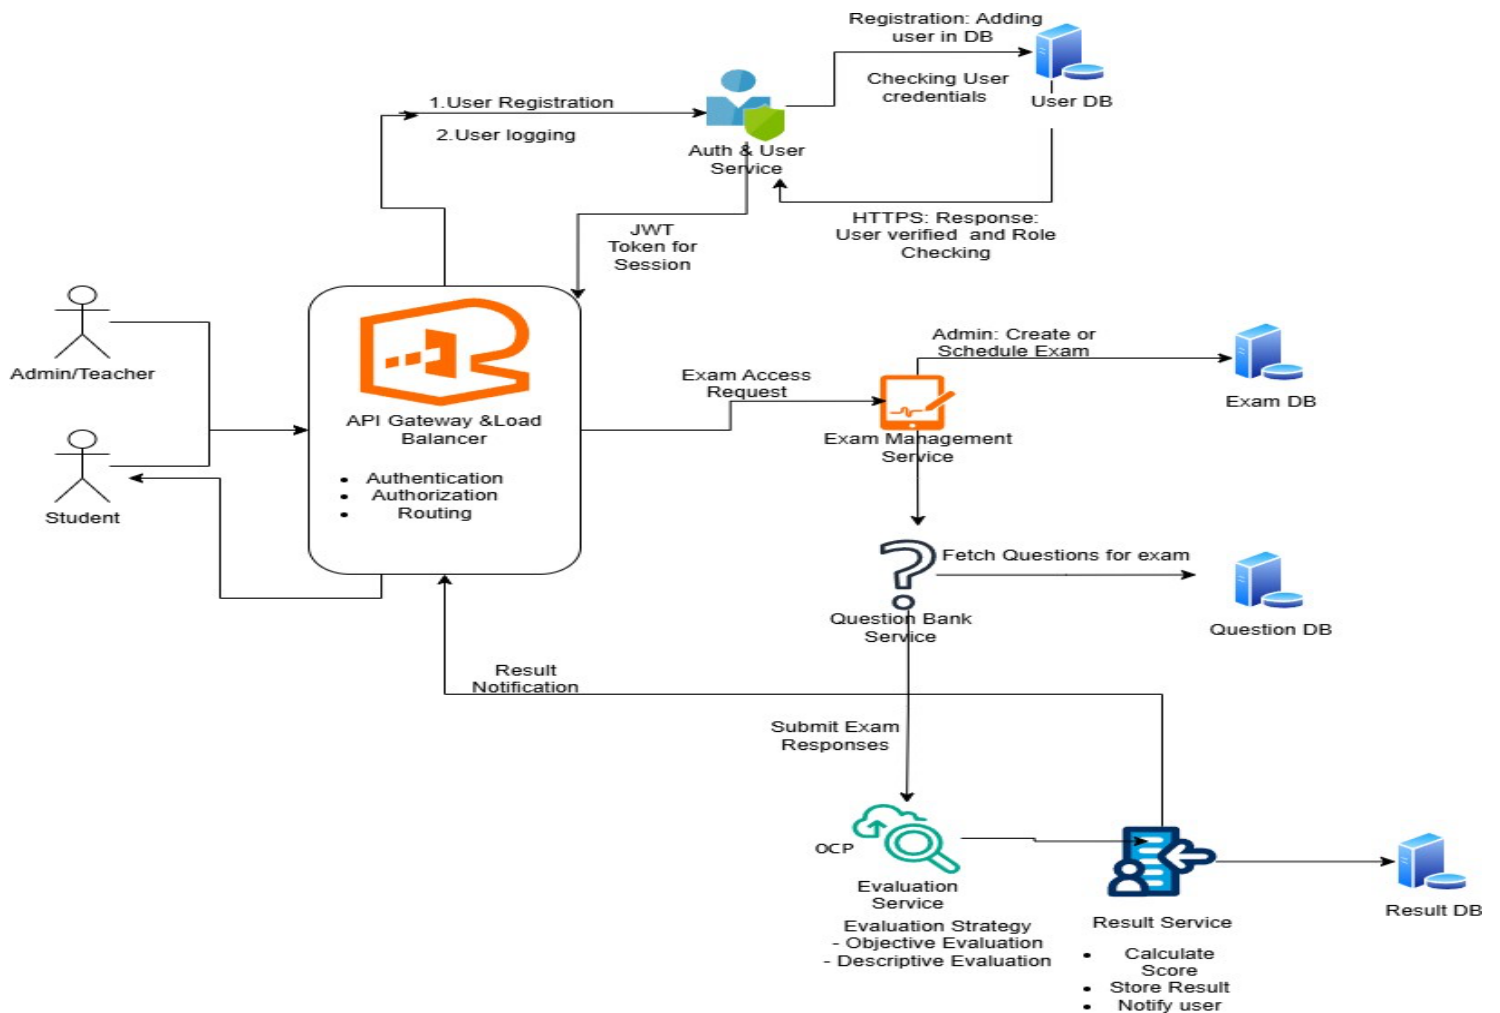 Registration: Adding
user in DB
Checking User
credentials
User DB
1.User Registration
2.User logging
Auth & User
Service
HTTPS: Response:
User verified and Role
Checking
JWT
Token for
Session
Admin/Teacher
Student
API Gateway &Load
Balancer
• Authentication
• Authorization
• Routing
Exam Access
Request
Admin: Create or
Schedule Exam
Exam DB
Exam Management
Service
Fetch Questions for exam
Question Bank
Service
Question DB
Result
Notification
Submit Exam
Responses
OCP
Evaluation
Service
Evaluation Strategy
- Objective Evaluation
- Descriptive Evaluation
Result Service
• Calculate
Score
• Store Result
• Notify user
Result DB